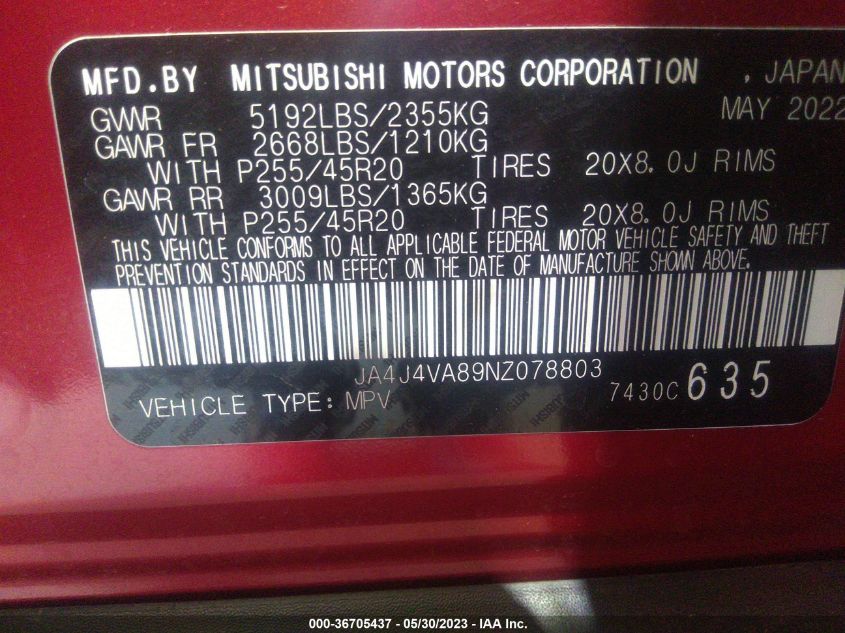 MFD.BY MITSUBISHI MOTORS CORPORATION , JAPAN
MAY 2022
GVWR 5192LBS/2355KG
GAWR FR 2668LBS/1210KG
WITH P255/45R20 TIRES 20X8.0J RIMS
GAWR RR 3009LBS/1365KG
WITH P255/45R20 TIRES 20X8.0J RIMS
THIS VEHICLE CONFORMS TO ALL APPLICABLE FEDERAL MOTOR VEHICLE SAFETY AND THEFT
PREVENTION STANDARDS IN EFFECT ON THE DATE OF MANUFACTURE SHOWN ABOVE.
JA4J4VA89NZ078803
VEHICLE TYPE: MPV 7430C 635
000-36705437 - 05/30/2023 - IAA Inc.